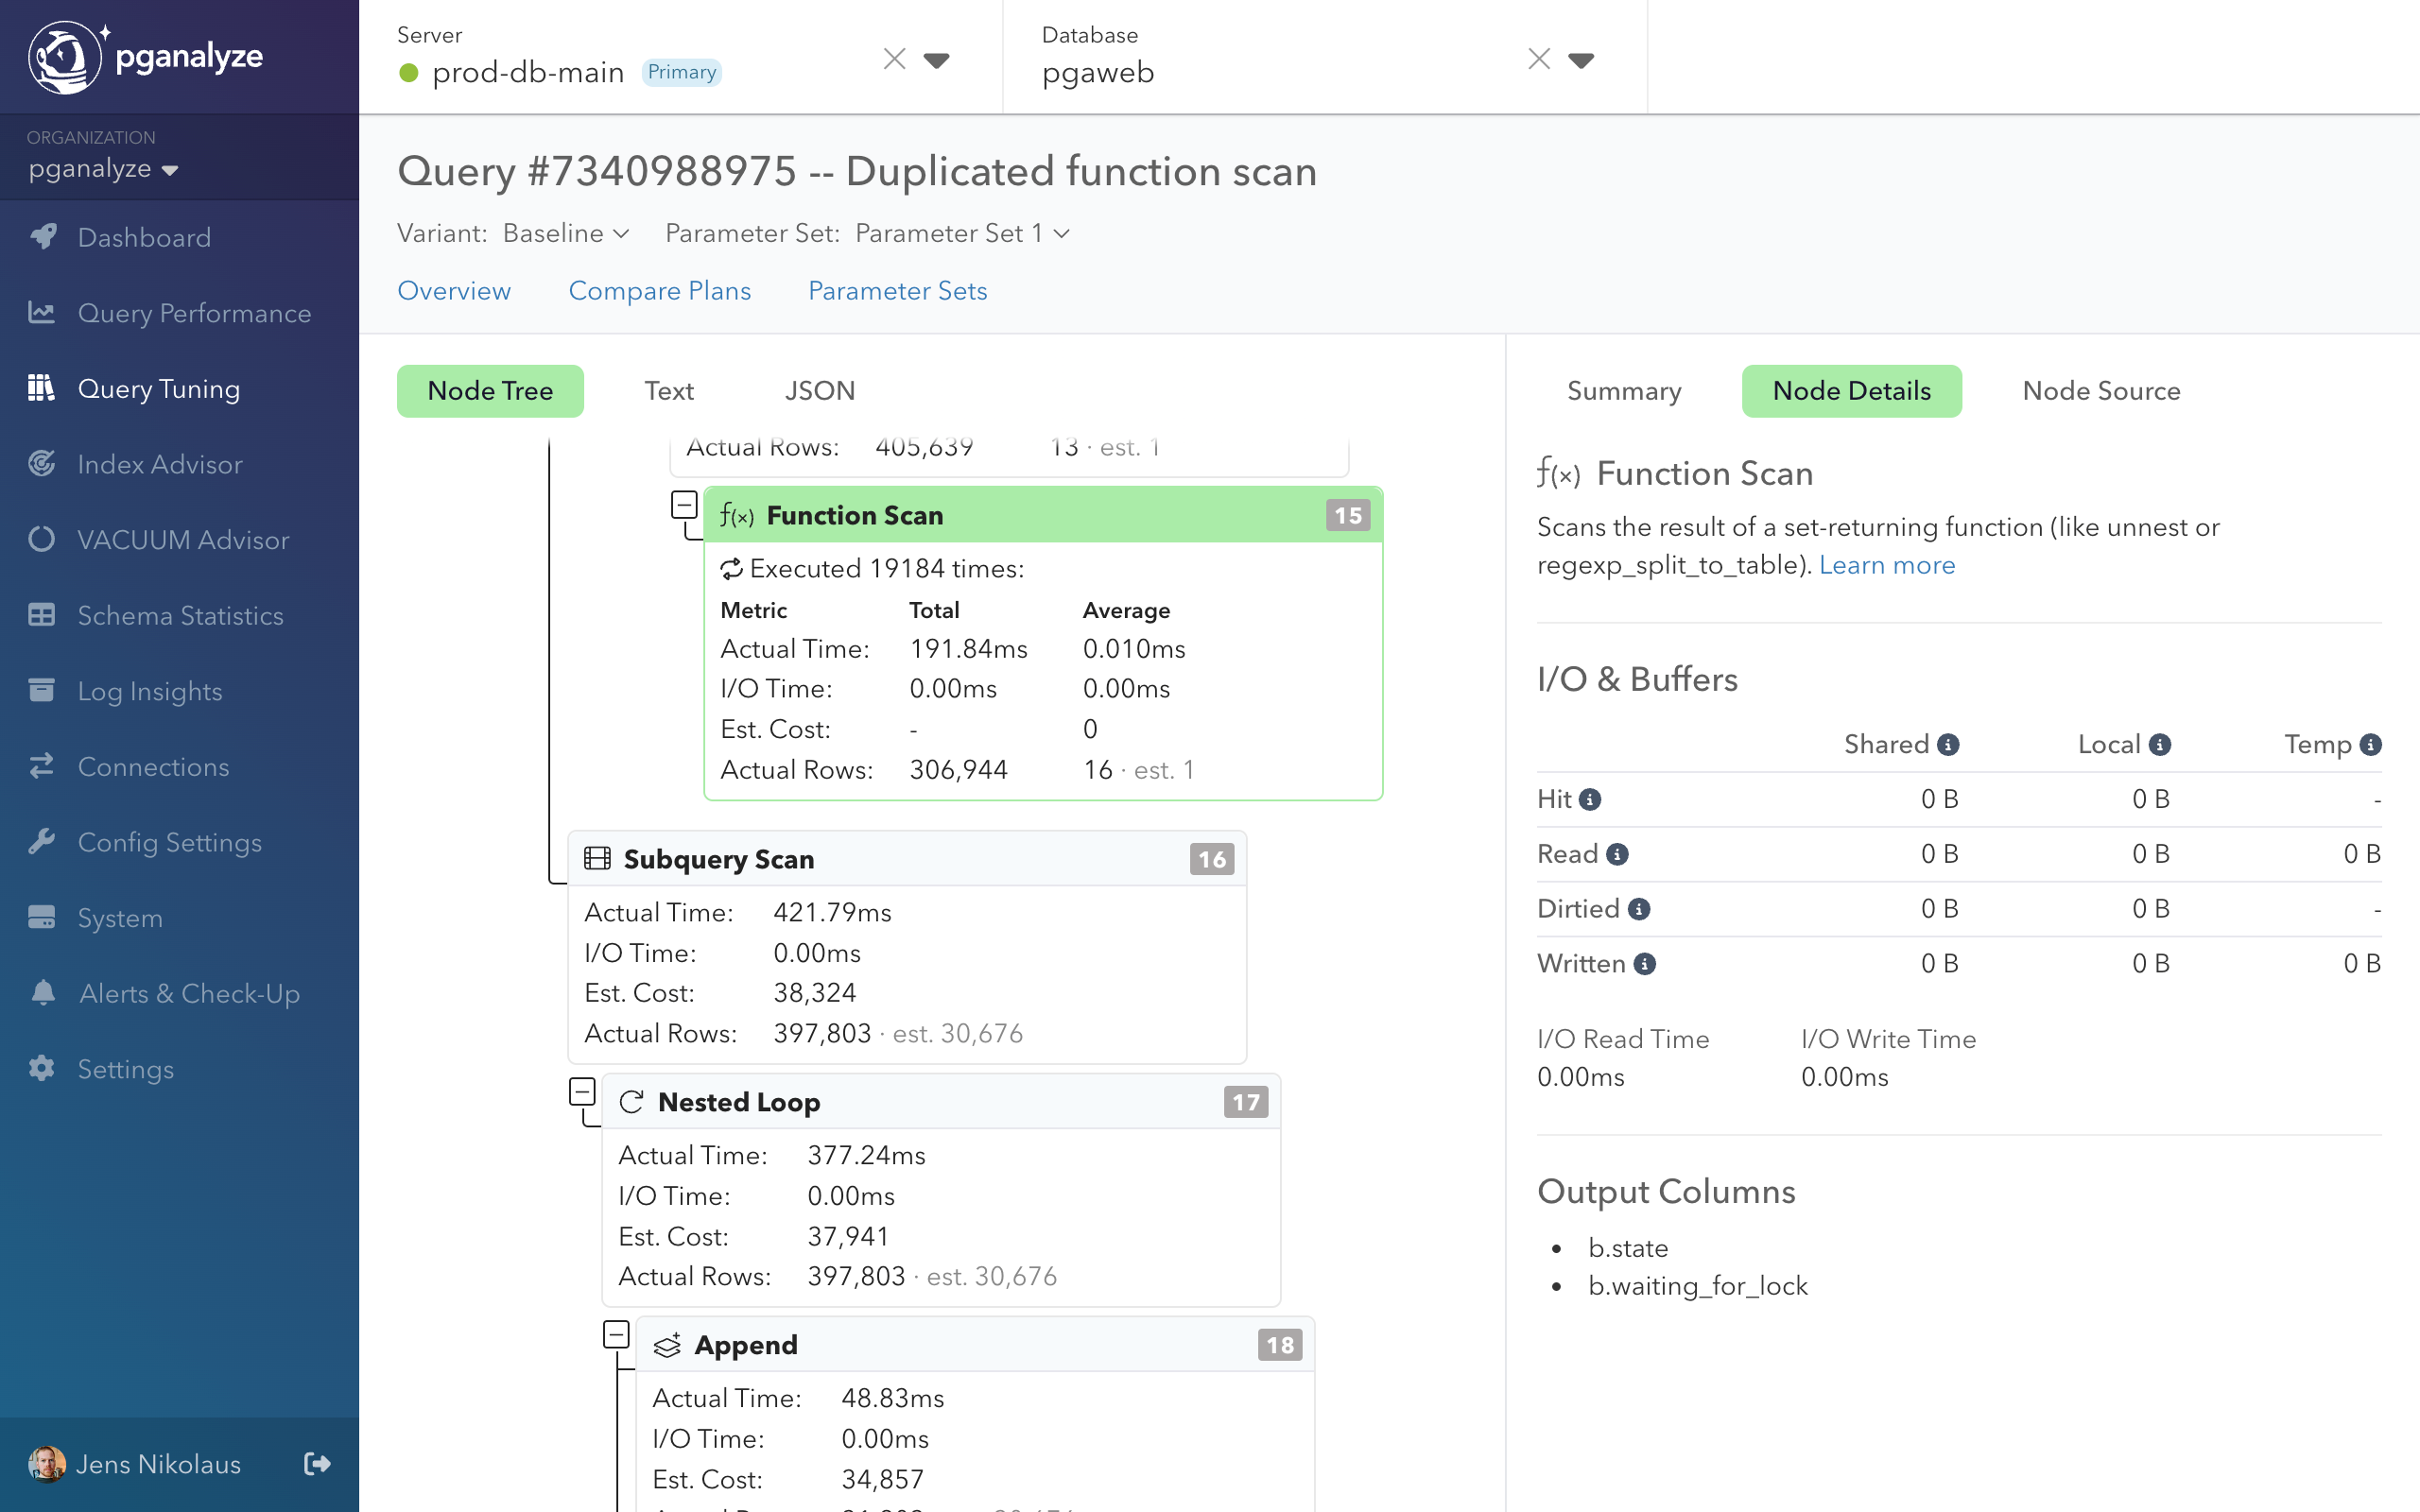 pganalyze
Server
prod-db-main Primary
Database
pgaweb
ORGANIZATION
pganalyze
Dashboard
Query Performance
Query Tuning
Index Advisor
VACUUM Advisor
Schema Statistics
Log Insights
Connections
Config Settings
System
Alerts & Check-Up
Settings
Jens Nikolaus
Query #7340988975 -- Duplicated function scan
Variant: Baseline Parameter Set: Parameter Set 1
Overview Compare Plans Parameter Sets
Node Tree Text JSON
Actual Rows: 405,639 13 · est. 1
f(x) Function Scan 15
Executed 19184 times:
Metric Total Average
Actual Time: 191.84ms 0.010ms
I/O Time: 0.00ms 0.00ms
Est. Cost: - 0
Actual Rows: 306,944 16 · est. 1
Subquery Scan 16
Actual Time: 421.79ms
I/O Time: 0.00ms
Est. Cost: 38,324
Actual Rows: 397,803 · est. 30,676
Nested Loop 17
Actual Time: 377.24ms
I/O Time: 0.00ms
Est. Cost: 37,941
Actual Rows: 397,803 · est. 30,676
Append 18
Actual Time: 48.83ms
I/O Time: 0.00ms
Est. Cost: 34,857
Summary Node Details Node Source
f(x) Function Scan
Scans the result of a set-returning function (like unnest or
regexp_split_to_table). Learn more
I/O & Buffers
Shared Local Temp
Hit 0 B 0 B -
Read 0 B 0 B 0 B
Dirtied 0 B 0 B -
Written 0 B 0 B 0 B
I/O Read Time I/O Write Time
0.00ms 0.00ms
Output Columns
• b.state
• b.waiting_for_lock